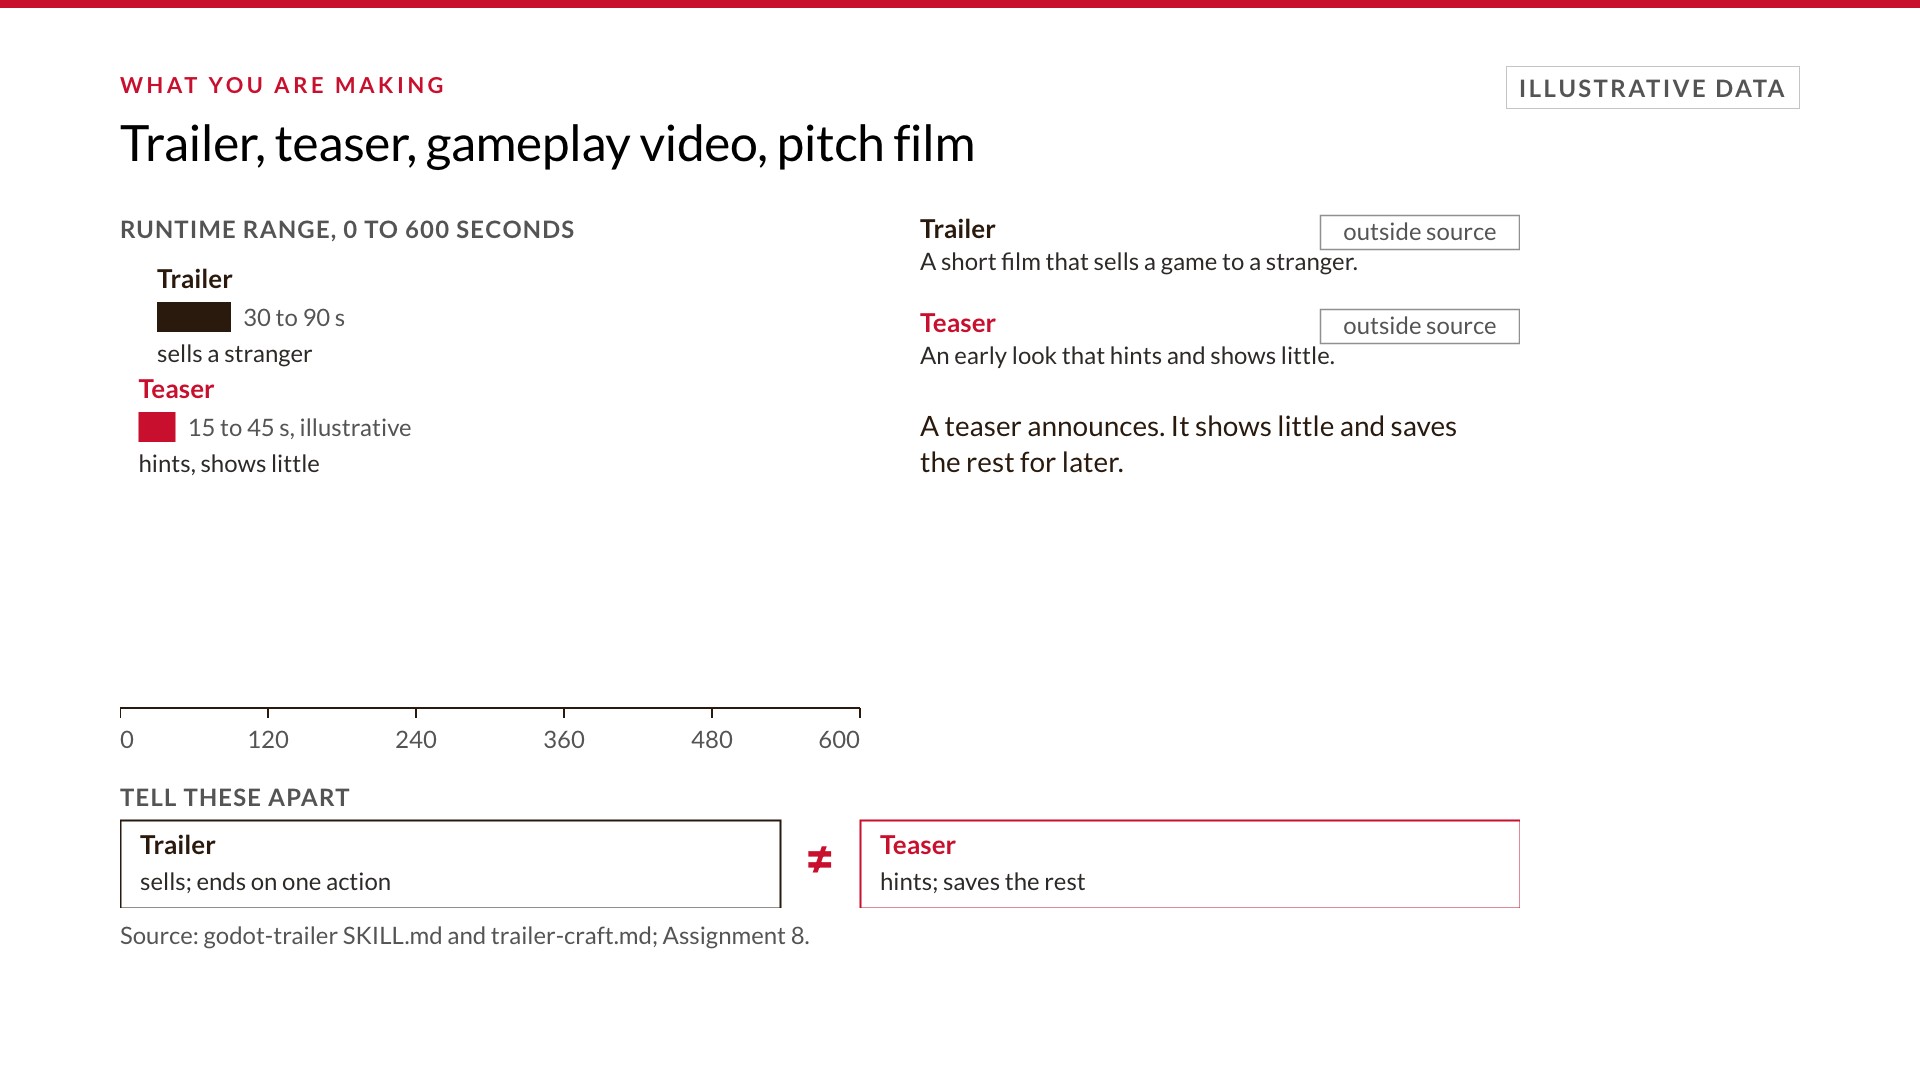 WHAT YOU ARE MAKING
ILLUSTRATIVE DATA
Trailer, teaser, gameplay video, pitch film
RUNTIME RANGE, 0 TO 600 SECONDS
Trailer
30 to 90 s
sells a stranger
Teaser
15 to 45 s, illustrative
hints, shows little
0 120 240 360 480 600
Trailer
outside source
A short film that sells a game to a stranger.
Teaser
outside source
An early look that hints and shows little.
A teaser announces. It shows little and saves
the rest for later.
TELL THESE APART
Trailer
sells; ends on one action
≠
Teaser
hints; saves the rest
Source: godot-trailer SKILL.md and trailer-craft.md; Assignment 8.